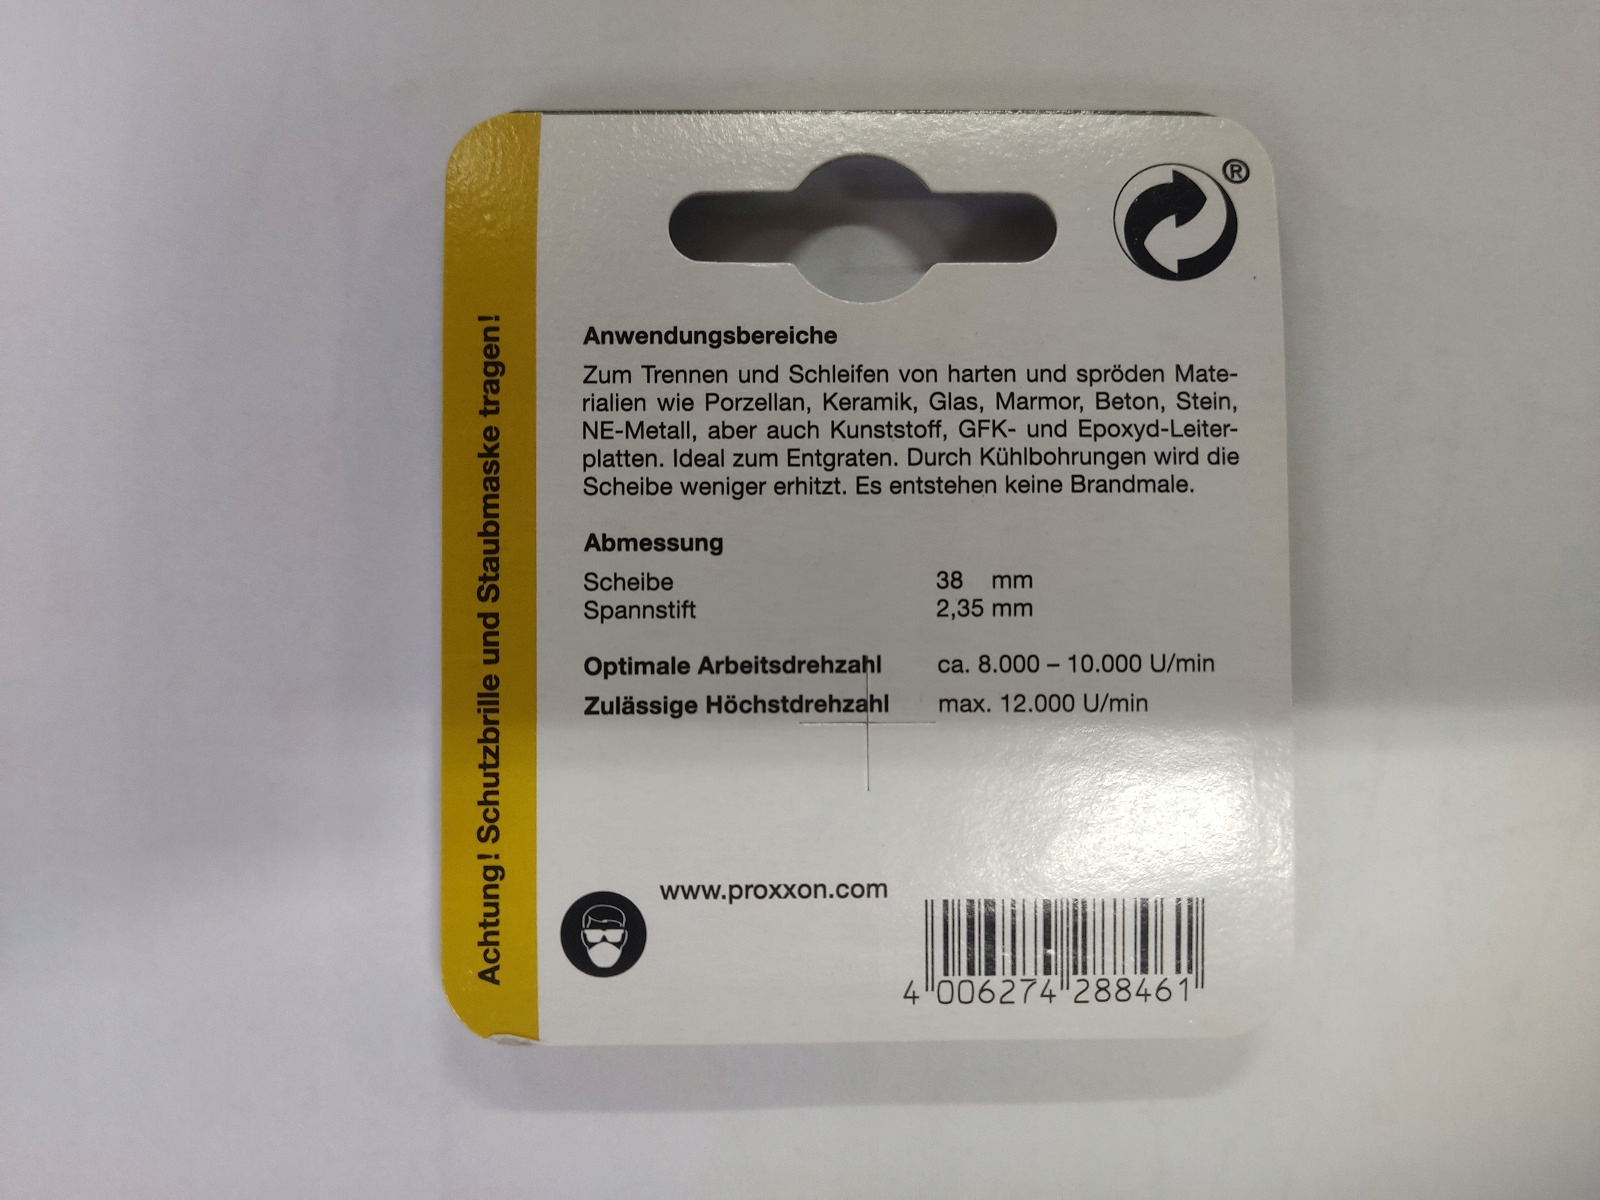 Achtung! Schutzbrille und Staubmaske tragen!
®
Anwendungsbereiche
Zum Trennen und Schleifen von harten und spröden Mate-
rialien wie Porzellan, Keramik, Glas, Marmor, Beton, Stein,
NE-Metall, aber auch Kunststoff, GFK- und Epoxyd-Leiter-
platten. Ideal zum Entgraten. Durch Kühlbohrungen wird die
Scheibe weniger erhitzt. Es entstehen keine Brandmale.
Abmessung
Scheibe 38 mm
Spannstift 2,35 mm
Optimale Arbeitsdrehzahl ca. 8.000 – 10.000 U/min
Zulässige Höchstdrehzahl max. 12.000 U/min
www.proxxon.com
4 006274 288461